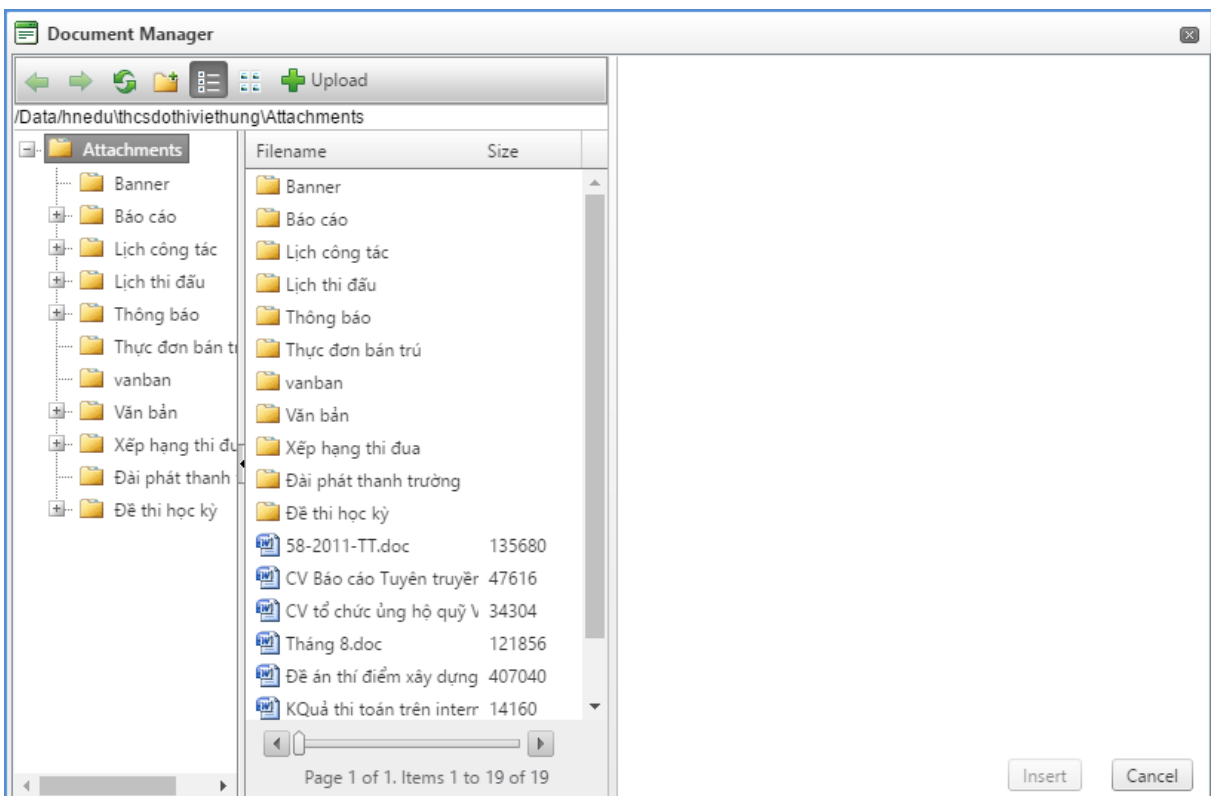 Document Manager
Upload
/Data/hnedu\thcsdothiviethung\Attachments
Attachments
Banner
Báo cáo
Lịch công tác
Lịch thi đấu
Thông báo
Thực đơn bán
vanban
Văn bản
Xếp hạng thi
Đài phát thanh
Đề thi học kỳ
Filename Size
Banner
Báo cáo
Lịch công tác
Lịch thi đấu
Thông báo
Thực đơn bán trú
vanban
Văn bản
Xếp hạng thi đua
Đài phát thanh trường
Đề thi học kỳ
58-2011-TT.doc 135680
CV Báo cáo Tuyên 47616
CV tổ chức ủng hộ quỹ 34304
Tháng 8.doc 121856
Đề án thí điểm xây dựng 407040
KQuả thi toán trên 14160
Page 1 of 1. Items 1 to 19 of 19
Insert Cancel